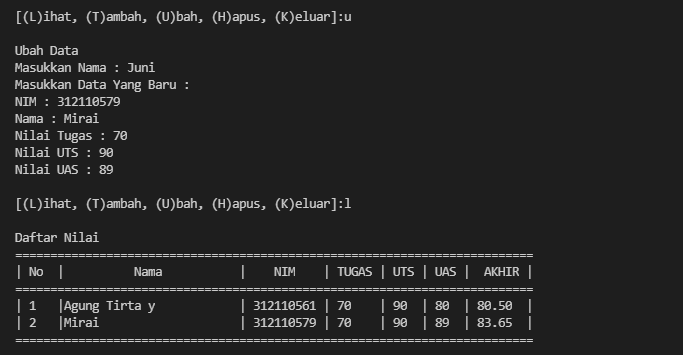 [(L)ihat, (T)ambah, (U)bah, (H)apus, (K)eluar]:u
Ubah Data
Masukkan Nama : Juni
Masukkan Data Yang Baru :
NIM : 312110579
Nama : Mirai
Nilai Tugas : 70
Nilai UTS : 90
Nilai UAS : 89
[(L)ihat, (T)ambah, (U)bah, (H)apus, (K)eluar]:l
Daftar Nilai
==========================================================================
| No  |          Nama           |    NIM    | TUGAS | UTS | UAS |  AKHIR |
==========================================================================
| 1   |Agung Tirta y            | 312110561 | 70    | 90  | 80  | 80.50  |
| 2   |Mirai                    | 312110579 | 70    | 90  | 89  | 83.65  |
==========================================================================